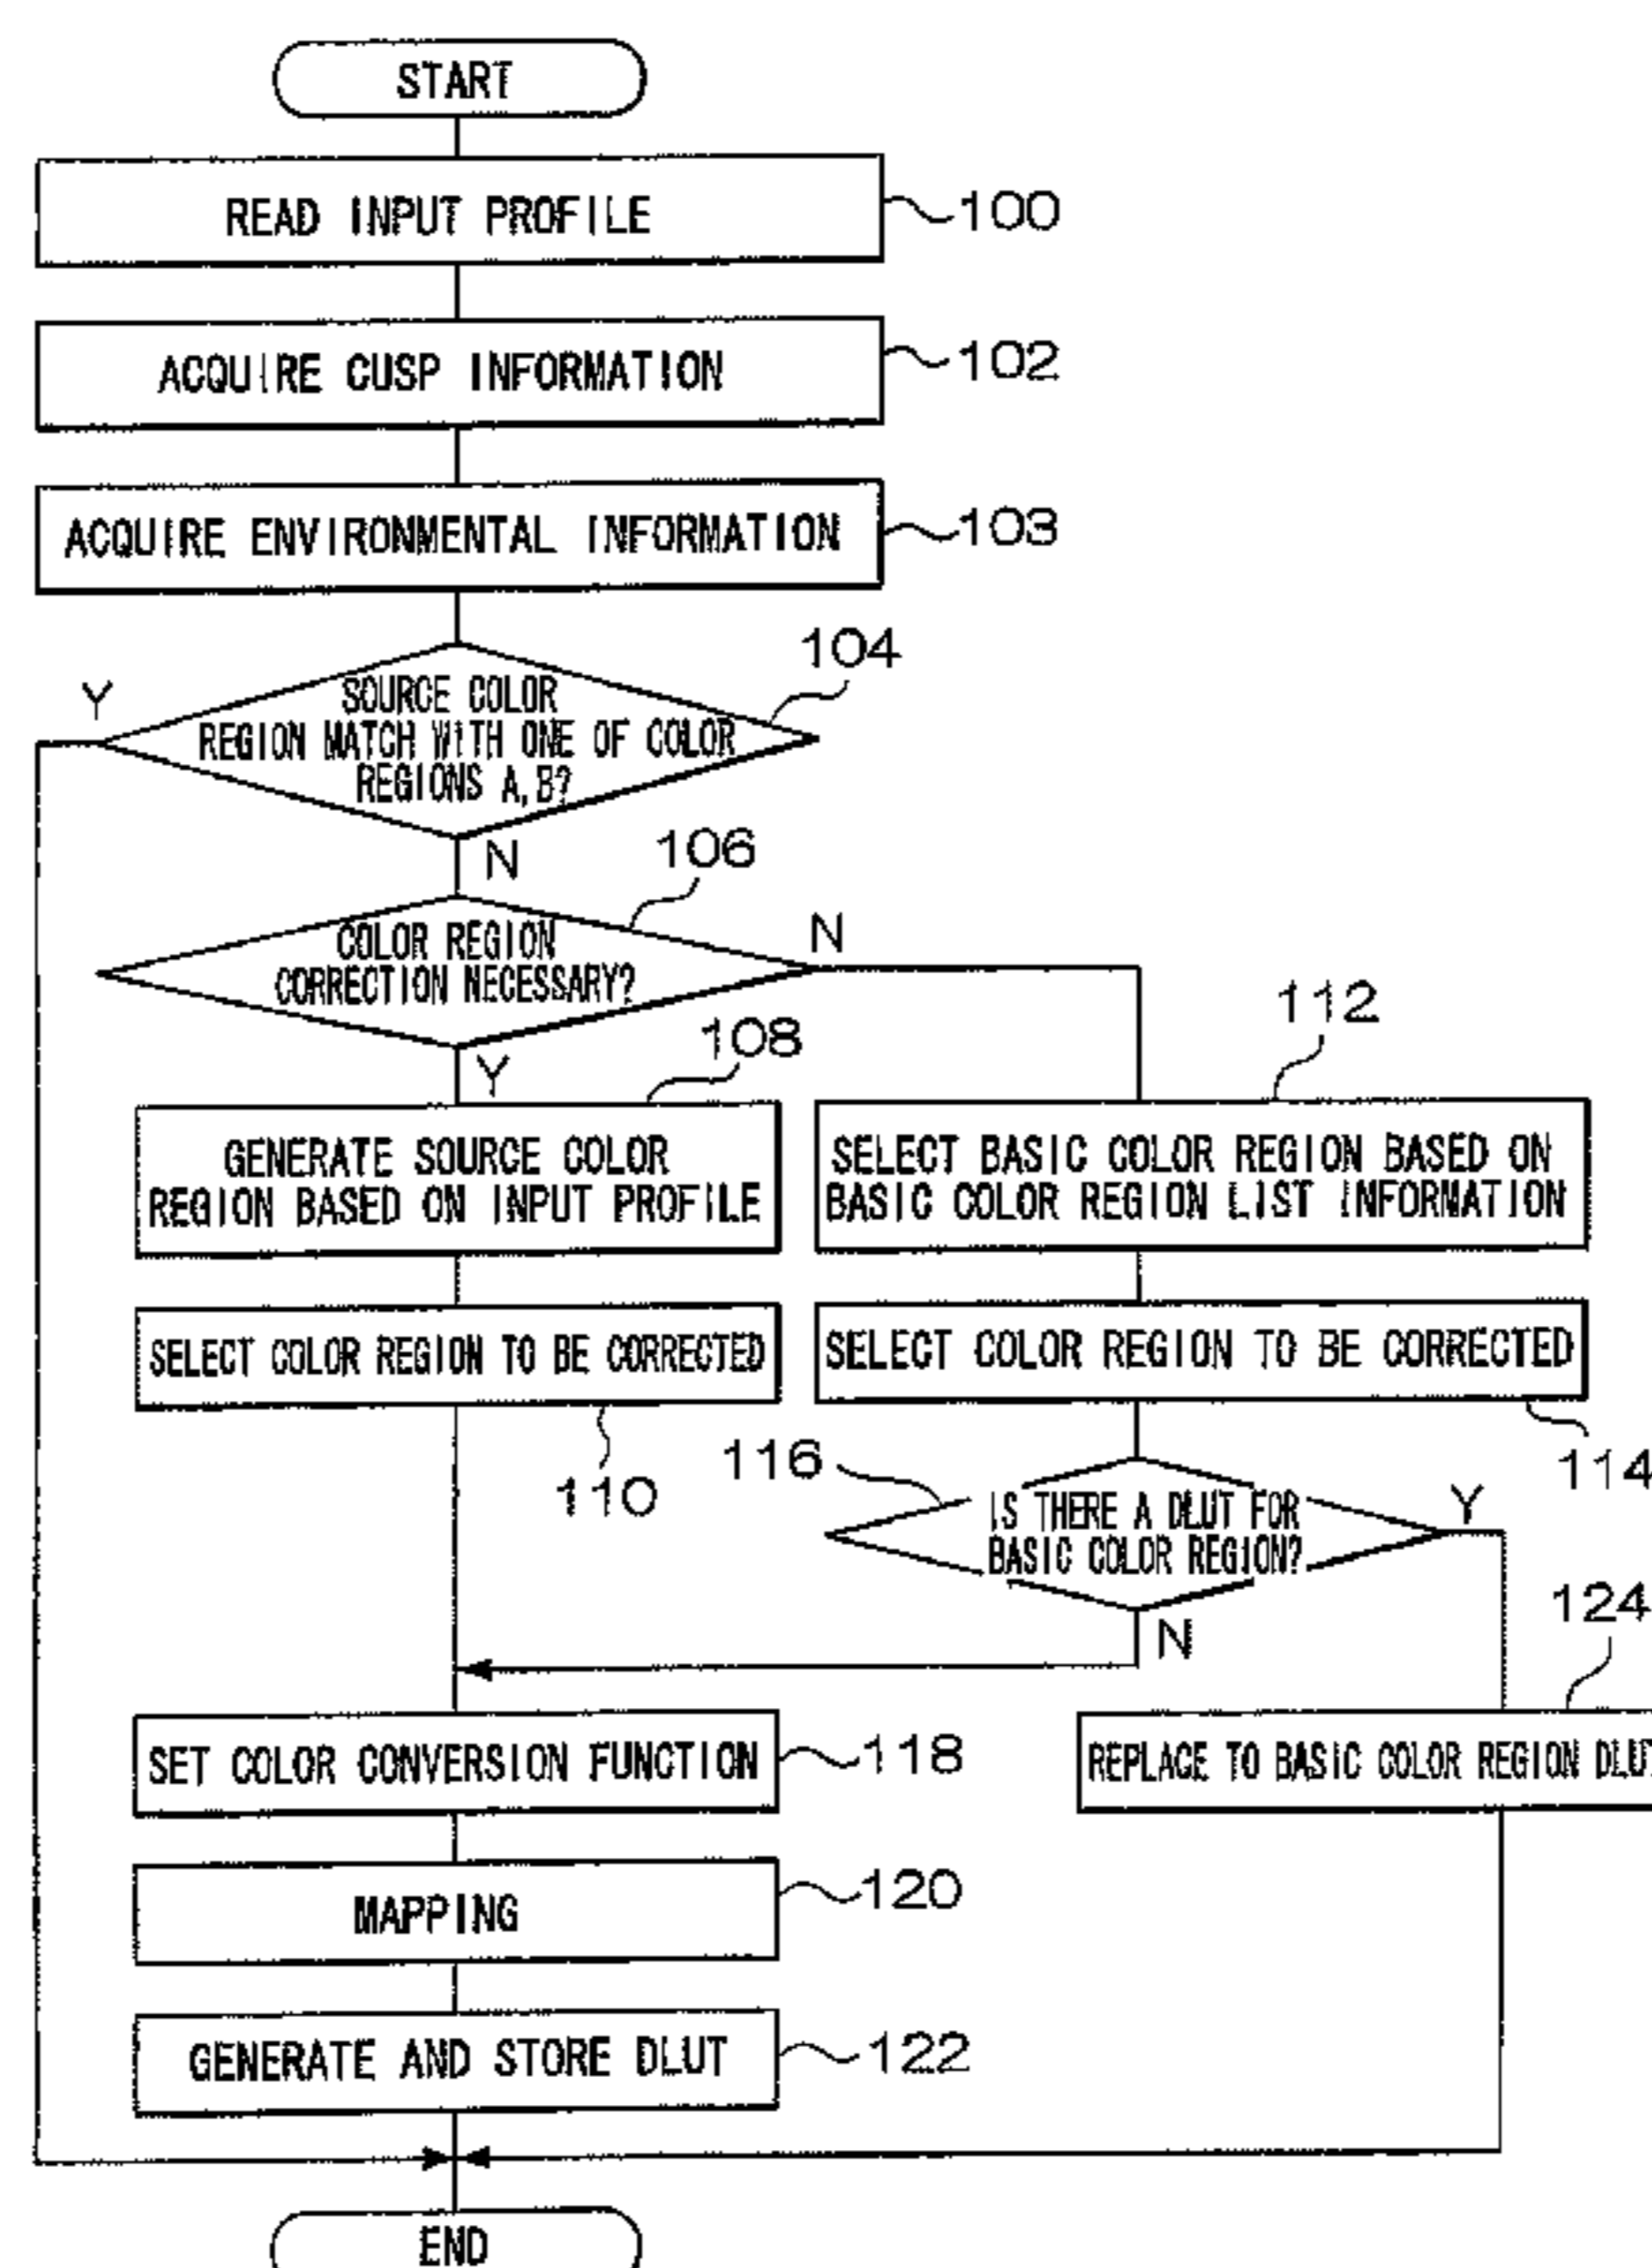 START
READ INPUT PROFILE
100
ACQUIRE CUSP INFORMATION
102
ACQUIRE ENVIRONMENTAL INFORMATION
103
104
Y
SOURCE COLOR
REGION MATCH WITH ONE OF COLOR
REGIONS A,B?
N
106
COLOR REGION
CORRECTION NECESSARY?
N
Y
108
112
GENERATE SOURCE COLOR
REGION BASED ON INPUT PROFILE
SELECT BASIC COLOR REGION BASED ON
BASIC COLOR REGION LIST INFORMATION
SELECT COLOR REGION TO BE CORRECTED
110
SELECT COLOR REGION TO BE CORRECTED
114
116
IS THERE A DLUT FOR
BASIC COLOR REGION?
Y
N
124
SET COLOR CONVERSION FUNCTION
118
REPLACE TO BASIC COLOR REGION DLUT
MAPPING
120
GENERATE AND STORE DLUT
122
END